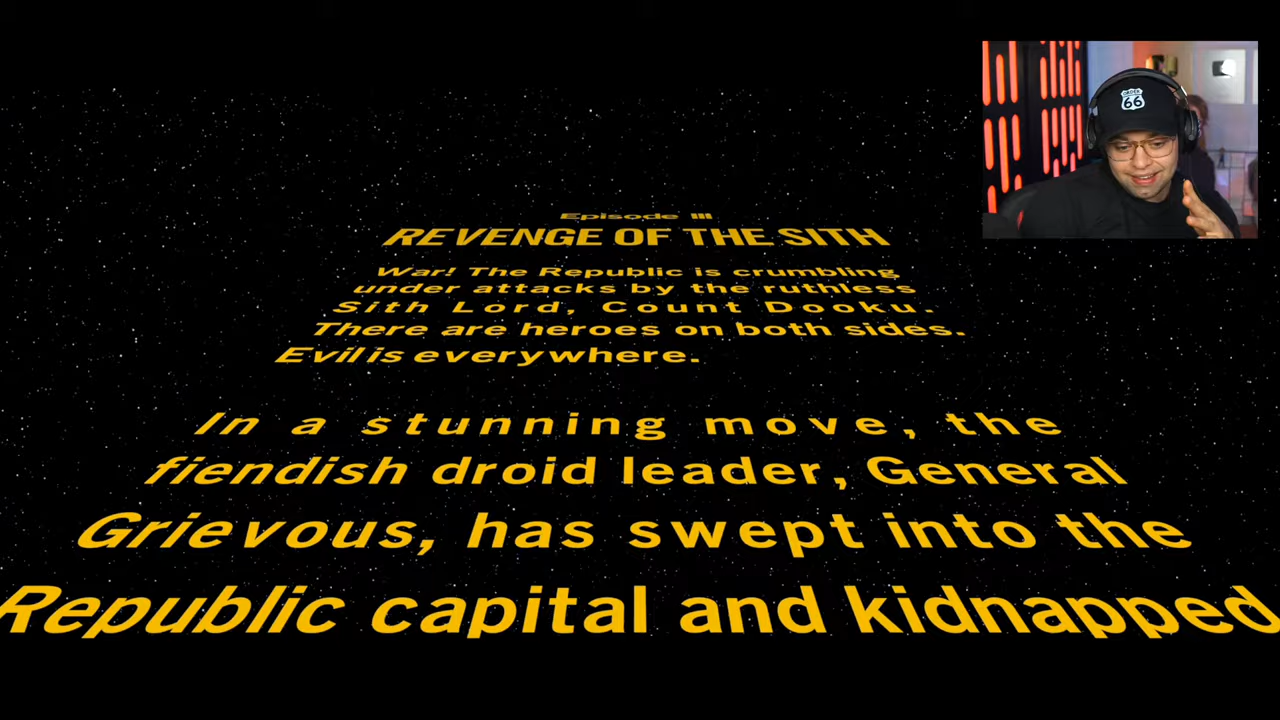 Episode III
REVENGE OF THE SITH
War! The Republic is crumbling
under attacks by the ruthless
Sith Lord, Count Dooku.
There are heroes on both sides.
Evil is everywhere.
In a stunning move, the
fiendish droid leader, General
Grievous, has swept into the
Republic capital and kidnapped
ORDER
66